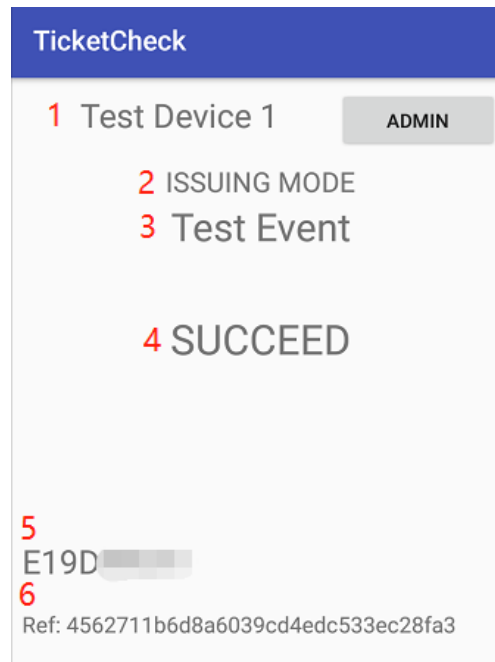 TicketCheck
1 Test Device 1 ADMIN
2 ISSUING MODE
3 Test Event
4 SUCCEED
5
E19D
6
Ref: 4562711b6d8a6039cd4edc533ec28fa3